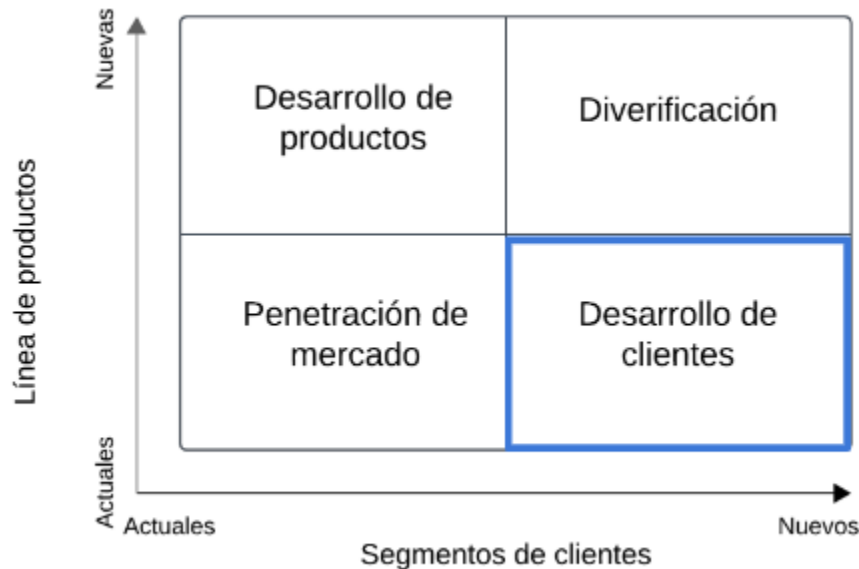 Nuevas
Desarrollo de
productos
Diverificación
Línea de productos
Penetración de
mercado
Desarrollo de
clientes
Actuales
Actuales
Nuevos
Segmentos de clientes